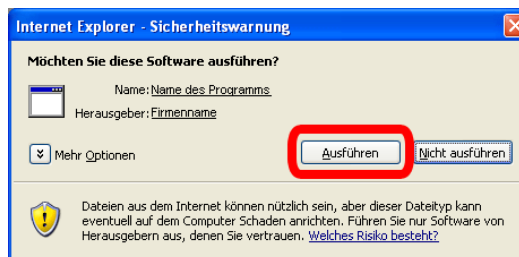 Internet Explorer - Sicherheitswarnung
Möchten Sie diese Software ausführen?
Name: Name des Programms
Herausgeber: Firmenname
Mehr Optionen
Ausführen
Nicht ausführen
Dateien aus dem Internet können nützlich sein, aber dieser Dateityp kann
eventuell auf dem Computer Schaden anrichten. Führen Sie nur Software von
Herausgebern aus, denen Sie vertrauen. Welches Risiko besteht?